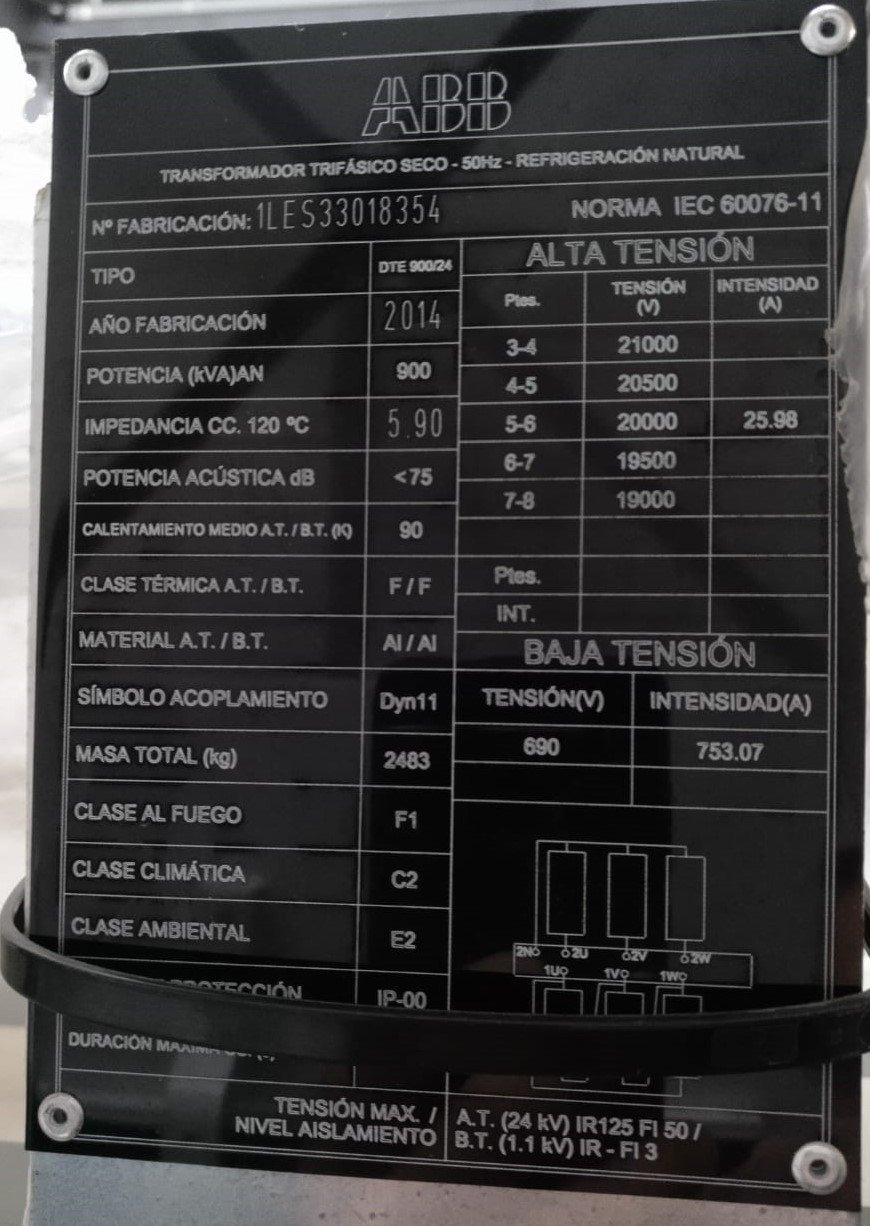 ABB
TRANSFORMADOR TRIFÁSICO SECO - 50Hz - REFRIGERACIÓN NATURAL
Nº FABRICACIÓN: 1LES33018354 NORMA IEC 60076-11
TIPO DTE 900/24
AÑO FABRICACIÓN 2014
POTENCIA (kVA)AN 900
IMPEDANCIA CC. 120 ºC 5.90
POTENCIA ACÚSTICA dB <75
CALENTAMIENTO MEDIO A.T. / B.T. (K) 90
CLASE TÉRMICA A.T. / B.T. F / F
MATERIAL A.T. / B.T. Al / Al
SÍMBOLO ACOPLAMIENTO Dyn11
MASA TOTAL (kg) 2483
CLASE AL FUEGO F1
CLASE CLIMÁTICA C2
CLASE AMBIENTAL E2
PROTECCIÓN IP-00
DURACIÓN MAXIMA
ALTA TENSIÓN
Ptes. TENSIÓN (V) INTENSIDAD (A)
3-4 21000
4-5 20500
5-6 20000 25.98
6-7 19500
7-8 19000
Ptes.
INT.
BAJA TENSIÓN
TENSIÓN(V) INTENSIDAD(A)
690 753.07
2N 2U 2V 2W
1U 1V 1W
TENSIÓN MAX. / NIVEL AISLAMIENTO
A.T. (24 kV) IR125 FI 50 /
B.T. (1.1 kV) IR - FI 3